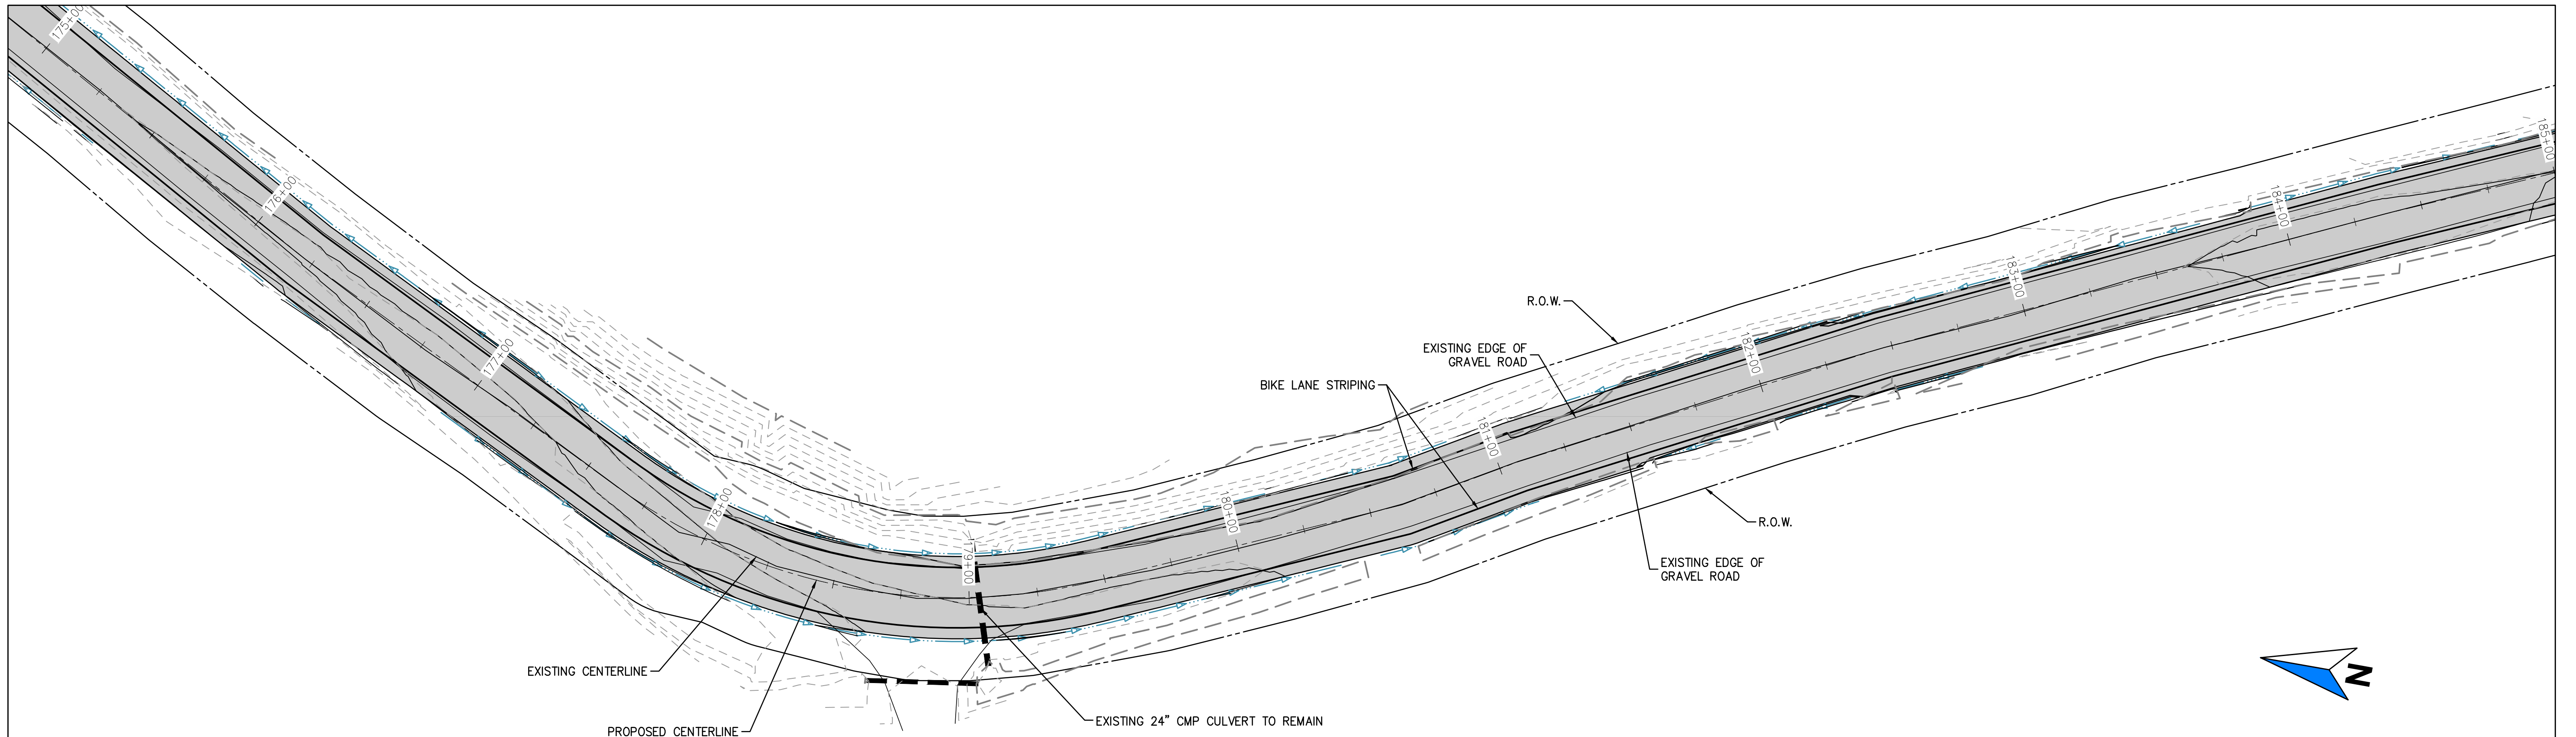 175+00
176+00
177+00
178+00
179+00
180+00
181+00
182+00
183+00
184+00
185+00
R.O.W.
EXISTING EDGE OF
GRAVEL ROAD
BIKE LANE STRIPING
R.O.W.
EXISTING EDGE OF
GRAVEL ROAD
EXISTING CENTERLINE
PROPOSED CENTERLINE
EXISTING 24" CMP CULVERT TO REMAIN
N